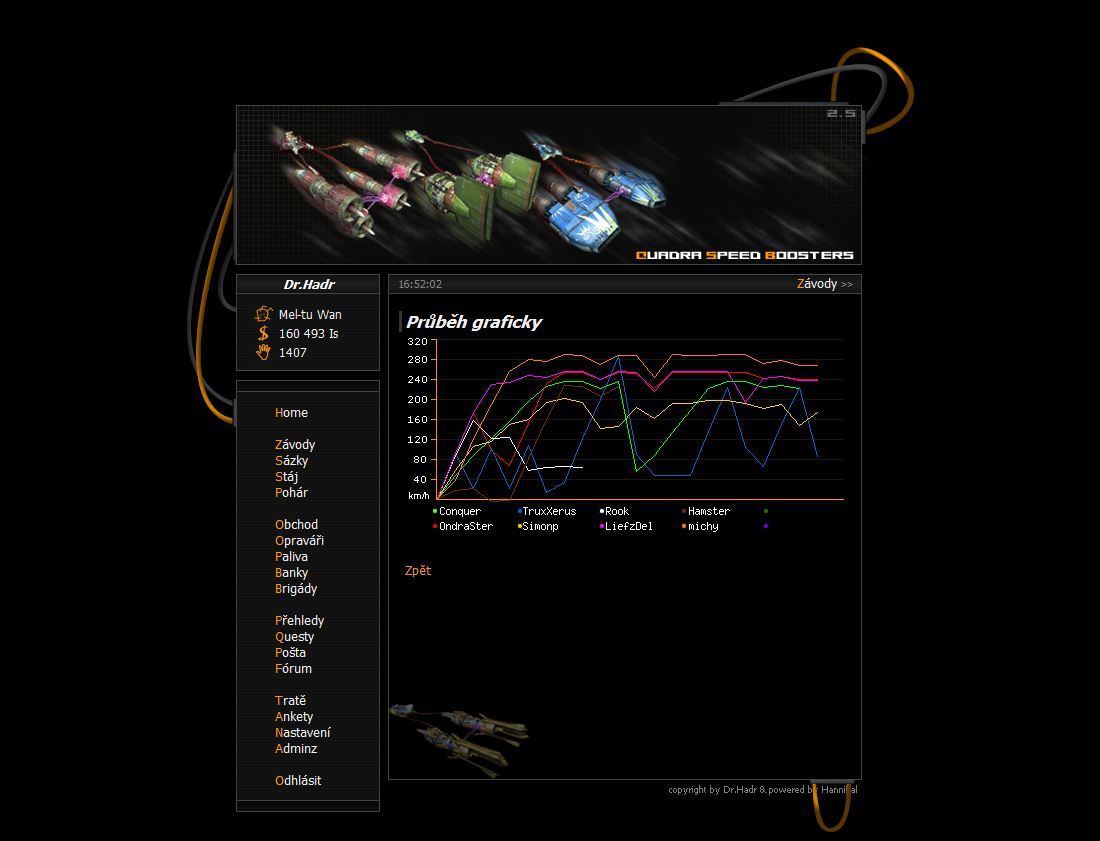 2.5
QUADRA SPEED BOOSTERS
Dr.Hadr
Mel-tu Wan
160 493 Is
1407
Home
Závody
Sázky
Stáj
Pohár
Obchod
Opraváři
Paliva
Banky
Brigády
Přehledy
Questy
Pošta
Fórum
Tratě
Ankety
Nastavení
Adminz
Odhlásit
16:52:02 Závody >>
Průběh graficky
320
280
240
200
160
120
80
40
km/h
Conquer TruxXerus Rook Hamster
OndraSter Simonp LiefzDel michy
Zpět
copyright by Dr.Hadr & powered by Hannibal